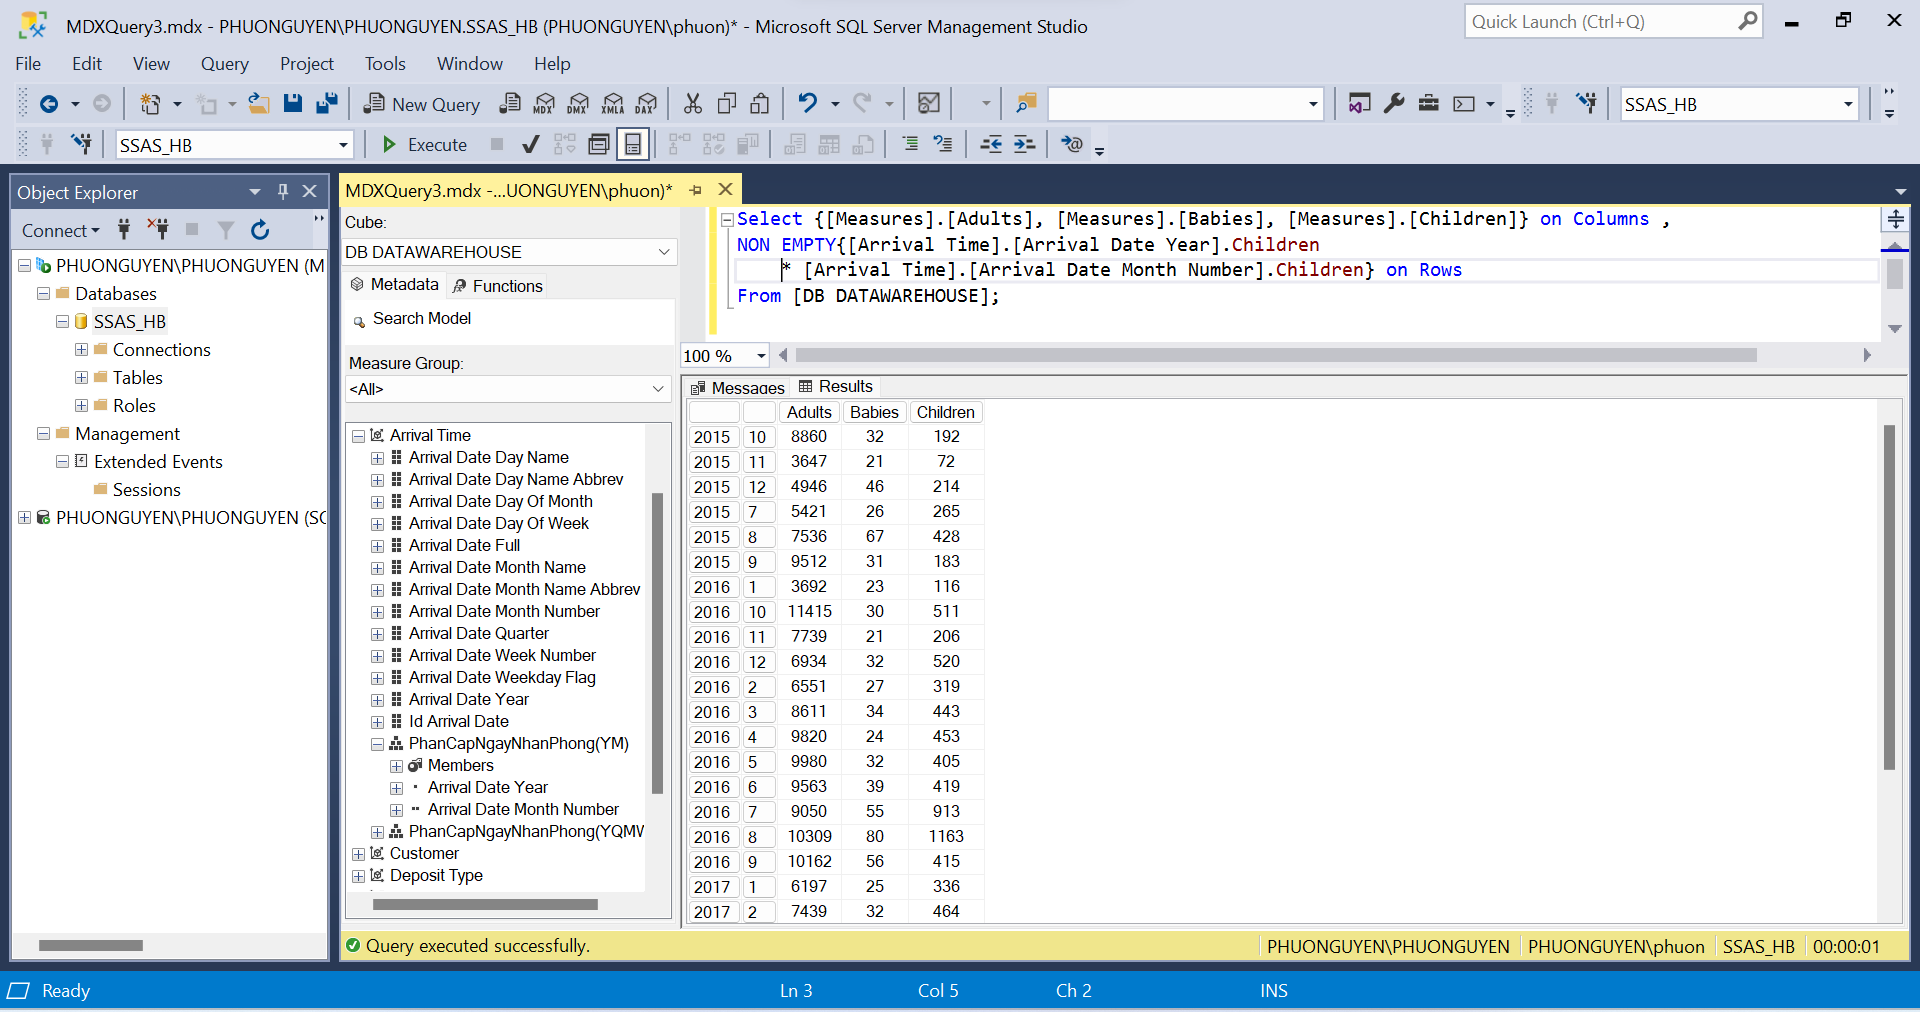 MDXQuery3.mdx - PHUONGUYEN\PHUONGUYEN.SSAS_HB (PHUONGUYEN\phuon)* - Microsoft SQL Server Management Studio
Quick Launch (Ctrl+Q)
File Edit View Query Project Tools Window Help
New Query MDX DMX XMLA DAX SSAS_HB
SSAS_HB Execute
Object Explorer
Connect
PHUONGUYEN\PHUONGUYEN (M
Databases
SSAS_HB
Connections
Tables
Roles
Management
Extended Events
Sessions
PHUONGUYEN\PHUONGUYEN (SC
MDXQuery3.mdx -...UONGUYEN\phuon)*
Cube:
DB DATAWAREHOUSE
Metadata Functions
Search Model
Measure Group:
<All>
Arrival Time
Arrival Date Day Name
Arrival Date Day Name Abbrev
Arrival Date Day Of Month
Arrival Date Day Of Week
Arrival Date Full
Arrival Date Month Name
Arrival Date Month Name Abbrev
Arrival Date Month Number
Arrival Date Quarter
Arrival Date Week Number
Arrival Date Weekday Flag
Arrival Date Year
Id Arrival Date
PhanCapNgayNhanPhong(YM)
Members
Arrival Date Year
Arrival Date Month Number
PhanCapNgayNhanPhong(YQMW
Customer
Deposit Type
Select {[Measures].[Adults], [Measures].[Babies], [Measures].[Children]} on Columns ,
NON EMPTY{[Arrival Time].[Arrival Date Year].Children
* [Arrival Time].[Arrival Date Month Number].Children} on Rows
From [DB DATAWAREHOUSE];
100 %
Messages Results
Adults Babies Children
2015 10 8860 32 192
2015 11 3647 21 72
2015 12 4946 46 214
2015 7 5421 26 265
2015 8 7536 67 428
2015 9 9512 31 183
2016 1 3692 23 116
2016 10 11415 30 511
2016 11 7739 21 206
2016 12 6934 32 520
2016 2 6551 27 319
2016 3 8611 34 443
2016 4 9820 24 453
2016 5 9980 32 405
2016 6 9563 39 419
2016 7 9050 55 913
2016 8 10309 80 1163
2016 9 10162 56 415
2017 1 6197 25 336
2017 2 7439 32 464
Query executed successfully. PHUONGUYEN\PHUONGUYEN PHUONGUYEN\phuon SSAS_HB 00:00:01
Ready Ln 3 Col 5 Ch 2 INS